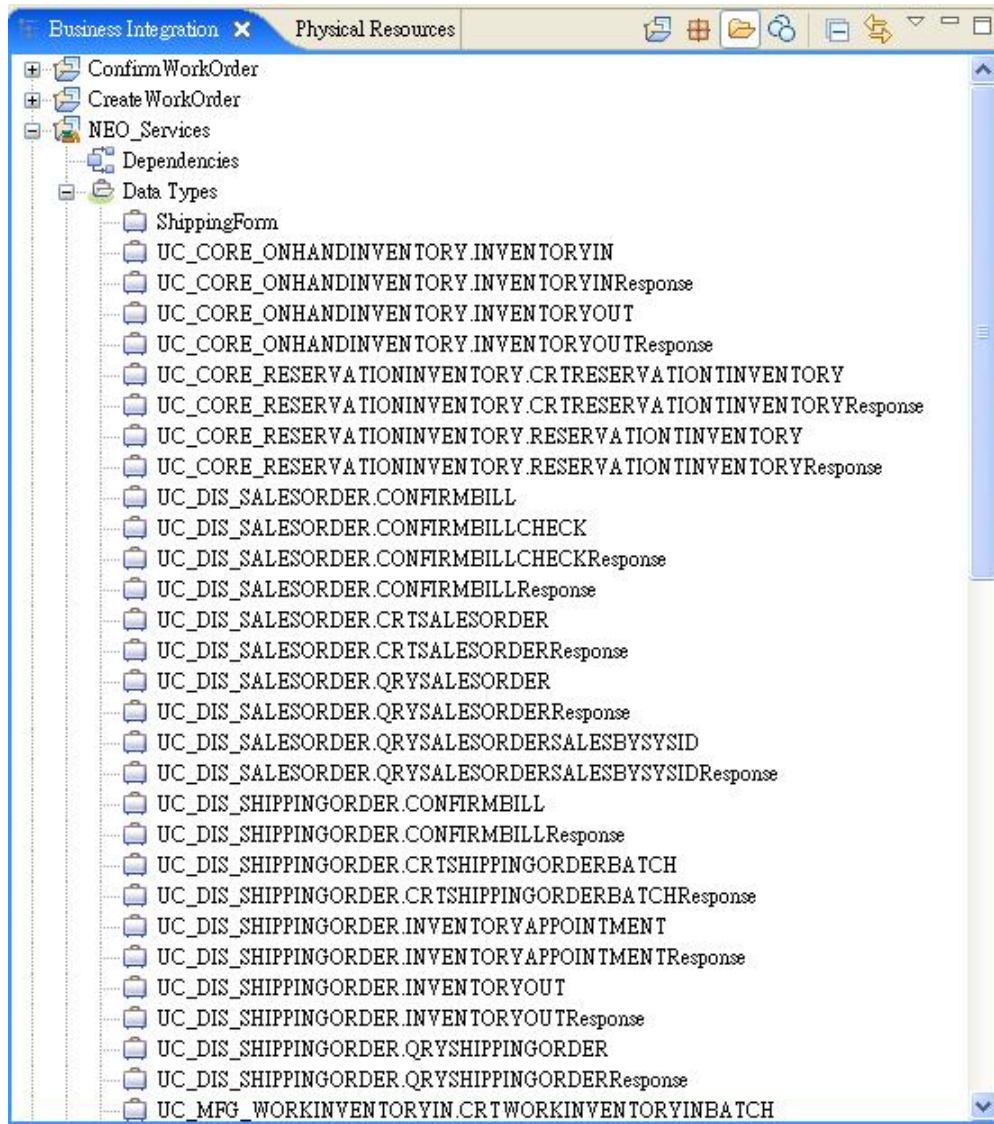 Business Integration Physical Resources
ConfirmWorkOrder
CreateWorkOrder
NEO_Services
Dependencies
Data Types
ShippingForm
UC_CORE_ONHANDINVENTORY.INVENTORYIN
UC_CORE_ONHANDINVENTORY.INVENTORYINResponse
UC_CORE_ONHANDINVENTORY.INVENTORYOUT
UC_CORE_ONHANDINVENTORY.INVENTORYOUTResponse
UC_CORE_RESERVATIONINVENTORY.CRTRESERVATIONTINVENTORY
UC_CORE_RESERVATIONINVENTORY.CRTRESERVATIONTINVENTORYResponse
UC_CORE_RESERVATIONINVENTORY.RESERVATIONTINVENTORY
UC_CORE_RESERVATIONINVENTORY.RESERVATIONTINVENTORYResponse
UC_DIS_SALESORDER.CONFIRMBILL
UC_DIS_SALESORDER.CONFIRMBILLCHECK
UC_DIS_SALESORDER.CONFIRMBILLCHECKResponse
UC_DIS_SALESORDER.CONFIRMBILLResponse
UC_DIS_SALESORDER.CRTSALESORDER
UC_DIS_SALESORDER.CRTSALESORDERResponse
UC_DIS_SALESORDER.QRYSALESORDER
UC_DIS_SALESORDER.QRYSALESORDERResponse
UC_DIS_SALESORDER.QRYSALESORDERSALESBYSYSID
UC_DIS_SALESORDER.QRYSALESORDERSALESBYSYSIDResponse
UC_DIS_SHIPPINGORDER.CONFIRMBILL
UC_DIS_SHIPPINGORDER.CONFIRMBILLResponse
UC_DIS_SHIPPINGORDER.CRTSHIPPINGORDERBATCH
UC_DIS_SHIPPINGORDER.CRTSHIPPINGORDERBATCHResponse
UC_DIS_SHIPPINGORDER.INVENTORYAPPOINTMENT
UC_DIS_SHIPPINGORDER.INVENTORYAPPOINTMENTResponse
UC_DIS_SHIPPINGORDER.INVENTORYOUT
UC_DIS_SHIPPINGORDER.INVENTORYOUTResponse
UC_DIS_SHIPPINGORDER.QRYSHIPPINGORDER
UC_DIS_SHIPPINGORDER.QRYSHIPPINGORDERResponse
UC_MFG_WORKINVENTORYIN.CRTWORKINVENTORYINBATCH